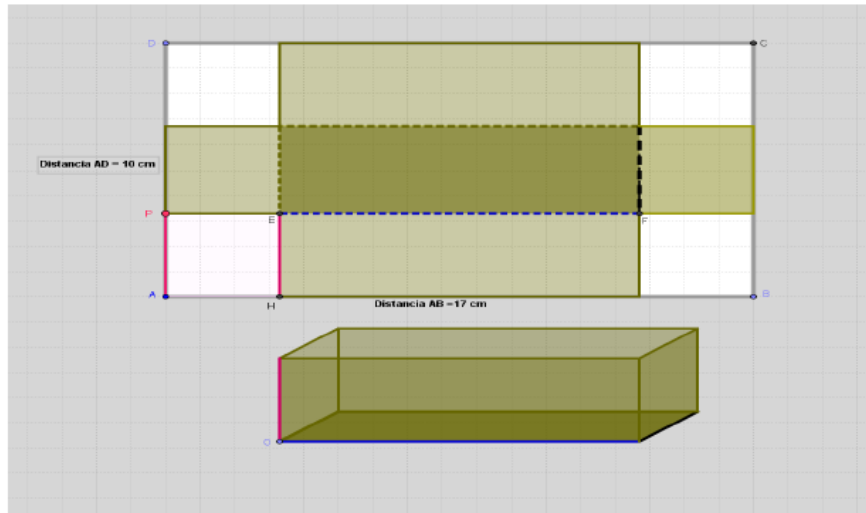 D
C
Distancia AD = 10 cm
P
E
F
A
B
H
Distancia AB =17 cm
O